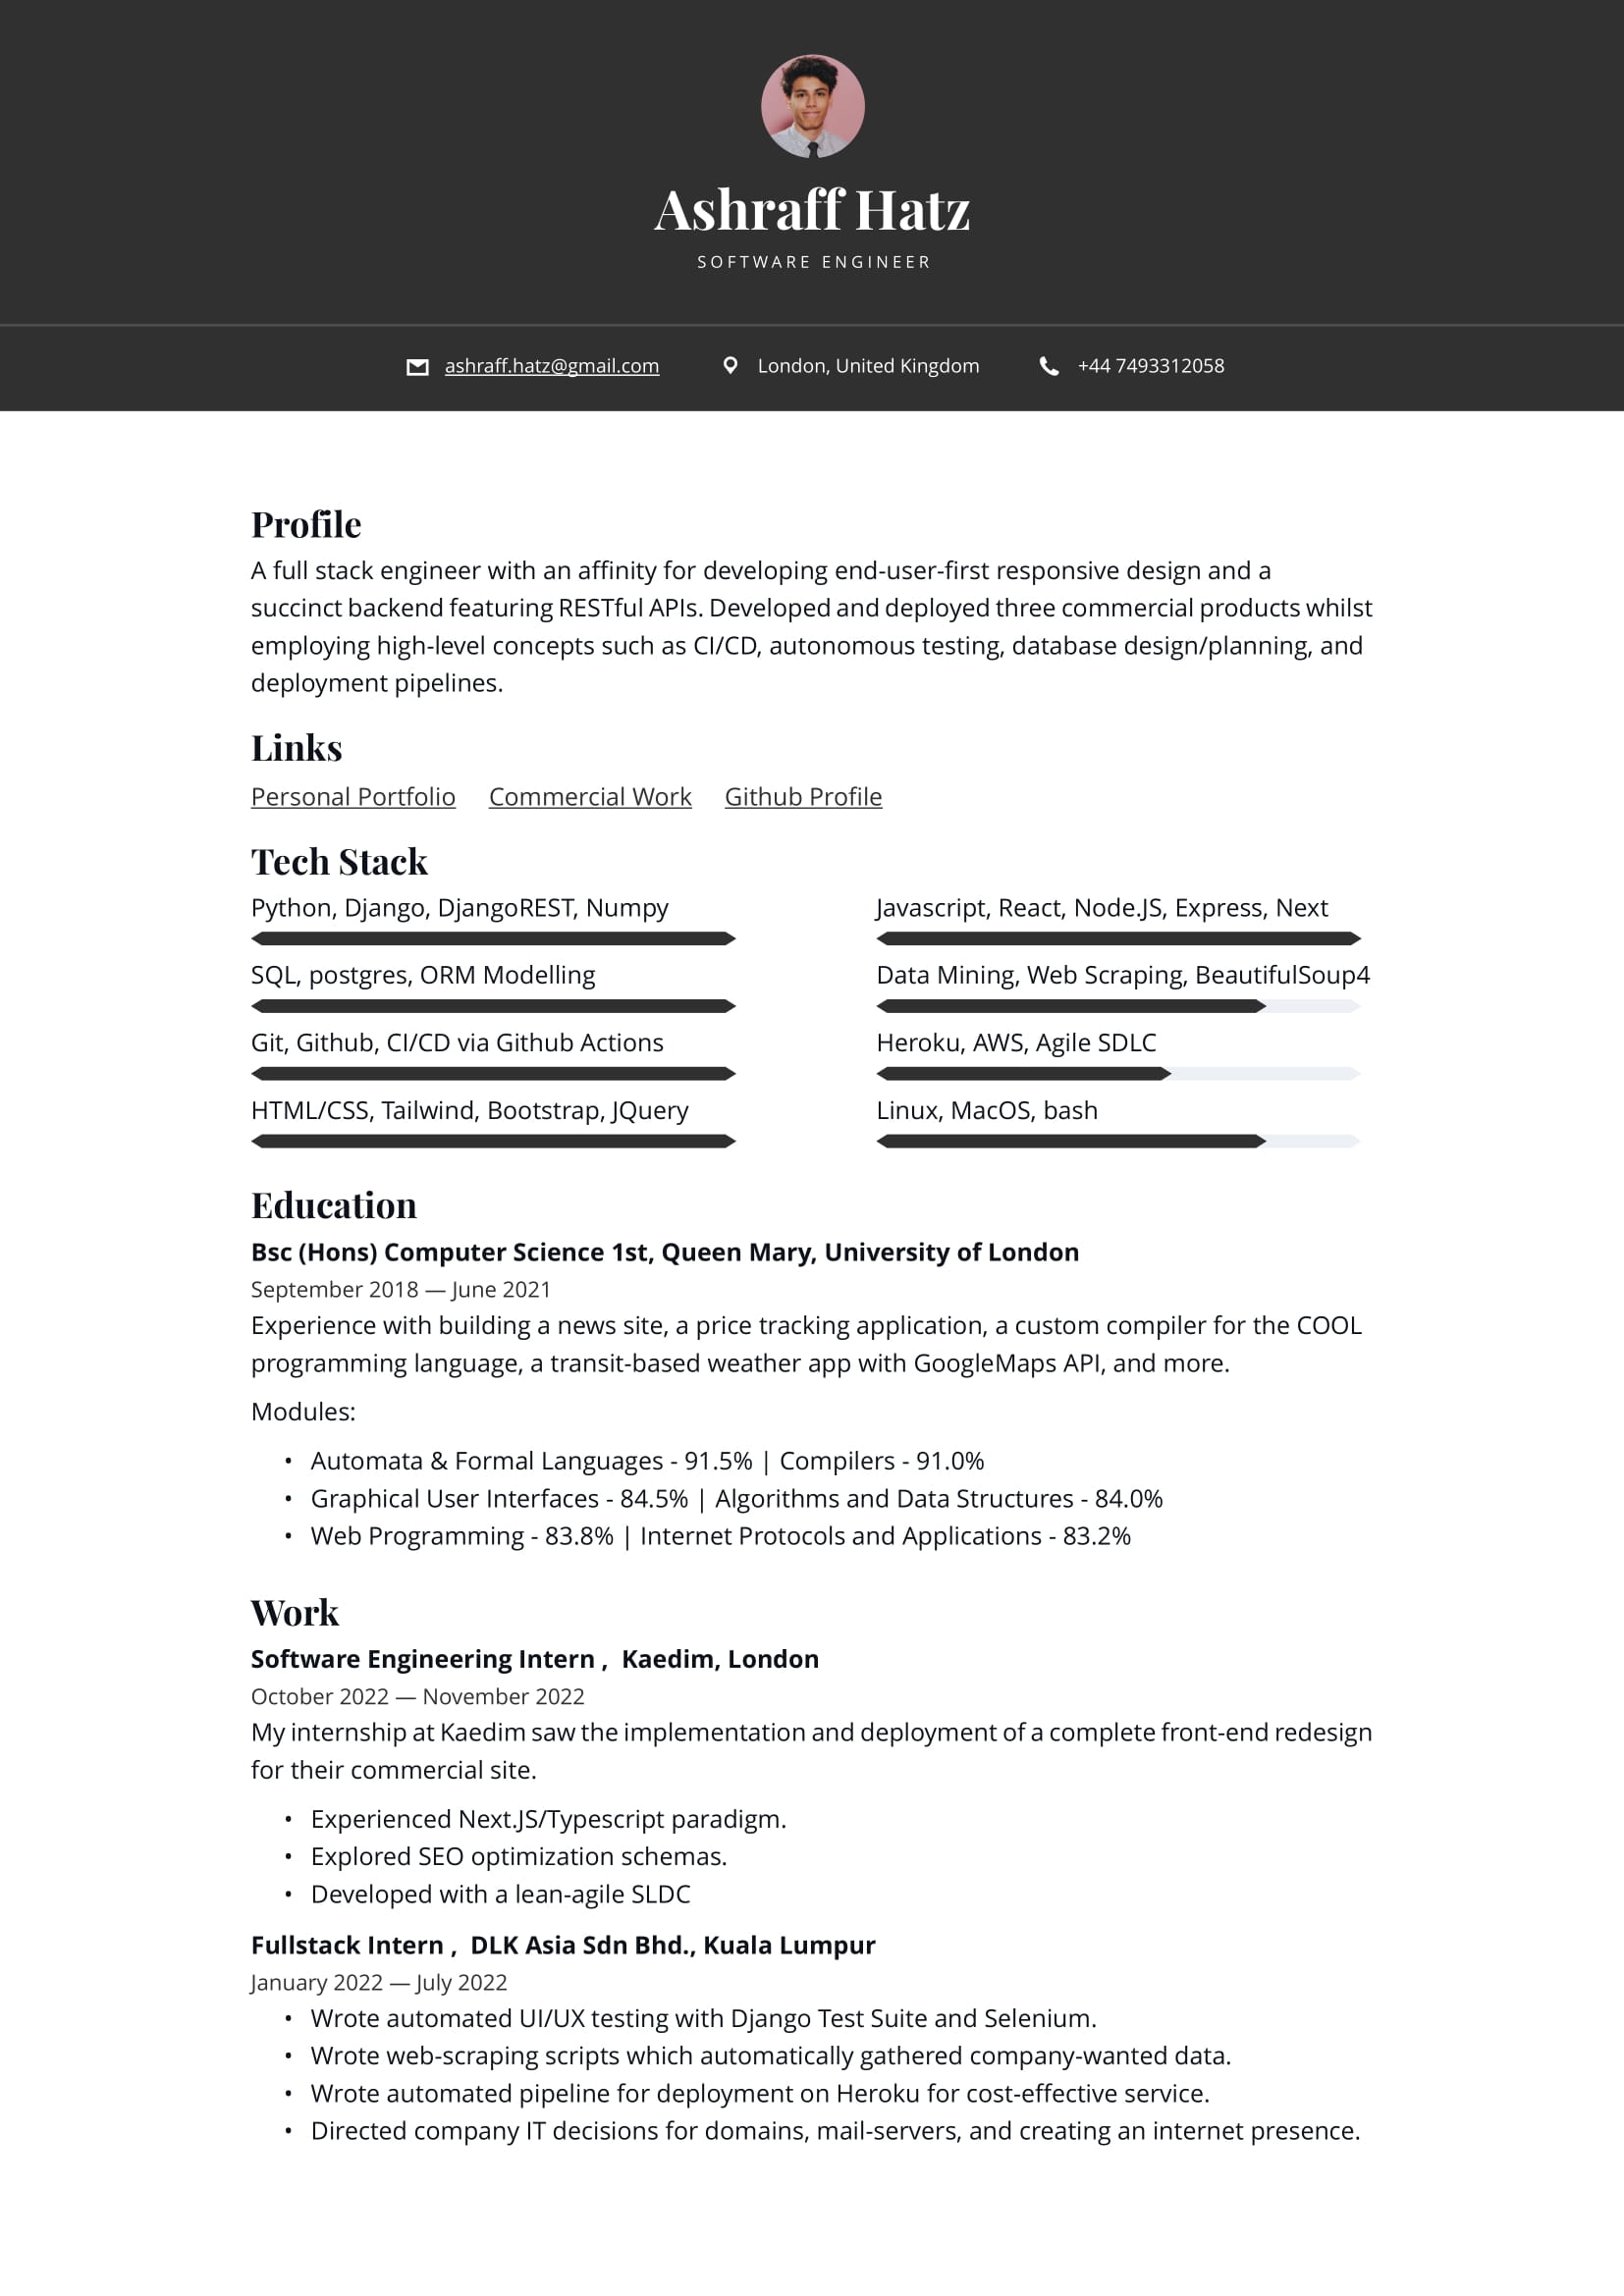 Ashraff Hatz
SOFTWARE ENGINEER
ashraff.hatz@gmail.com London, United Kingdom +44 7493312058
Profile
A full stack engineer with an affinity for developing end-user-first responsive design and a
succinct backend featuring RESTful APIs. Developed and deployed three commercial products whilst
employing high-level concepts such as CI/CD, autonomous testing, database design/planning, and
deployment pipelines.
Links
Personal Portfolio Commercial Work Github Profile
Tech Stack
Python, Django, DjangoREST, Numpy
Javascript, React, Node.JS, Express, Next
SQL, postgres, ORM Modelling
Data Mining, Web Scraping, BeautifulSoup4
Git, Github, CI/CD via Github Actions
Heroku, AWS, Agile SDLC
HTML/CSS, Tailwind, Bootstrap, JQuery
Linux, MacOS, bash
Education
Bsc (Hons) Computer Science 1st, Queen Mary, University of London
September 2018 — June 2021
Experience with building a news site, a price tracking application, a custom compiler for the COOL
programming language, a transit-based weather app with GoogleMaps API, and more.
Modules:
• Automata & Formal Languages - 91.5% | Compilers - 91.0%
• Graphical User Interfaces - 84.5% | Algorithms and Data Structures - 84.0%
• Web Programming - 83.8% | Internet Protocols and Applications - 83.2%
Work
Software Engineering Intern , Kaedim, London
October 2022 — November 2022
My internship at Kaedim saw the implementation and deployment of a complete front-end redesign
for their commercial site.
• Experienced Next.JS/Typescript paradigm.
• Explored SEO optimization schemas.
• Developed with a lean-agile SLDC
Fullstack Intern , DLK Asia Sdn Bhd., Kuala Lumpur
January 2022 — July 2022
• Wrote automated UI/UX testing with Django Test Suite and Selenium.
• Wrote web-scraping scripts which automatically gathered company-wanted data.
• Wrote automated pipeline for deployment on Heroku for cost-effective service.
• Directed company IT decisions for domains, mail-servers, and creating an internet presence.